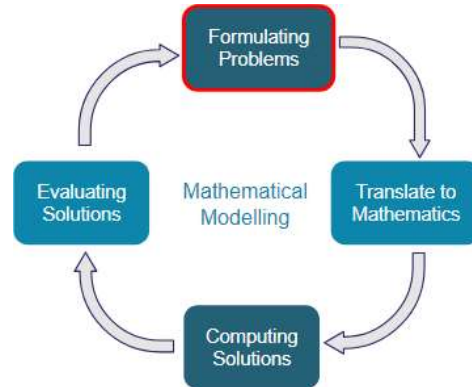 Formulating
Problems
Evaluating
Solutions
Mathematical
Modelling
Translate to
Mathematics
Computing
Solutions